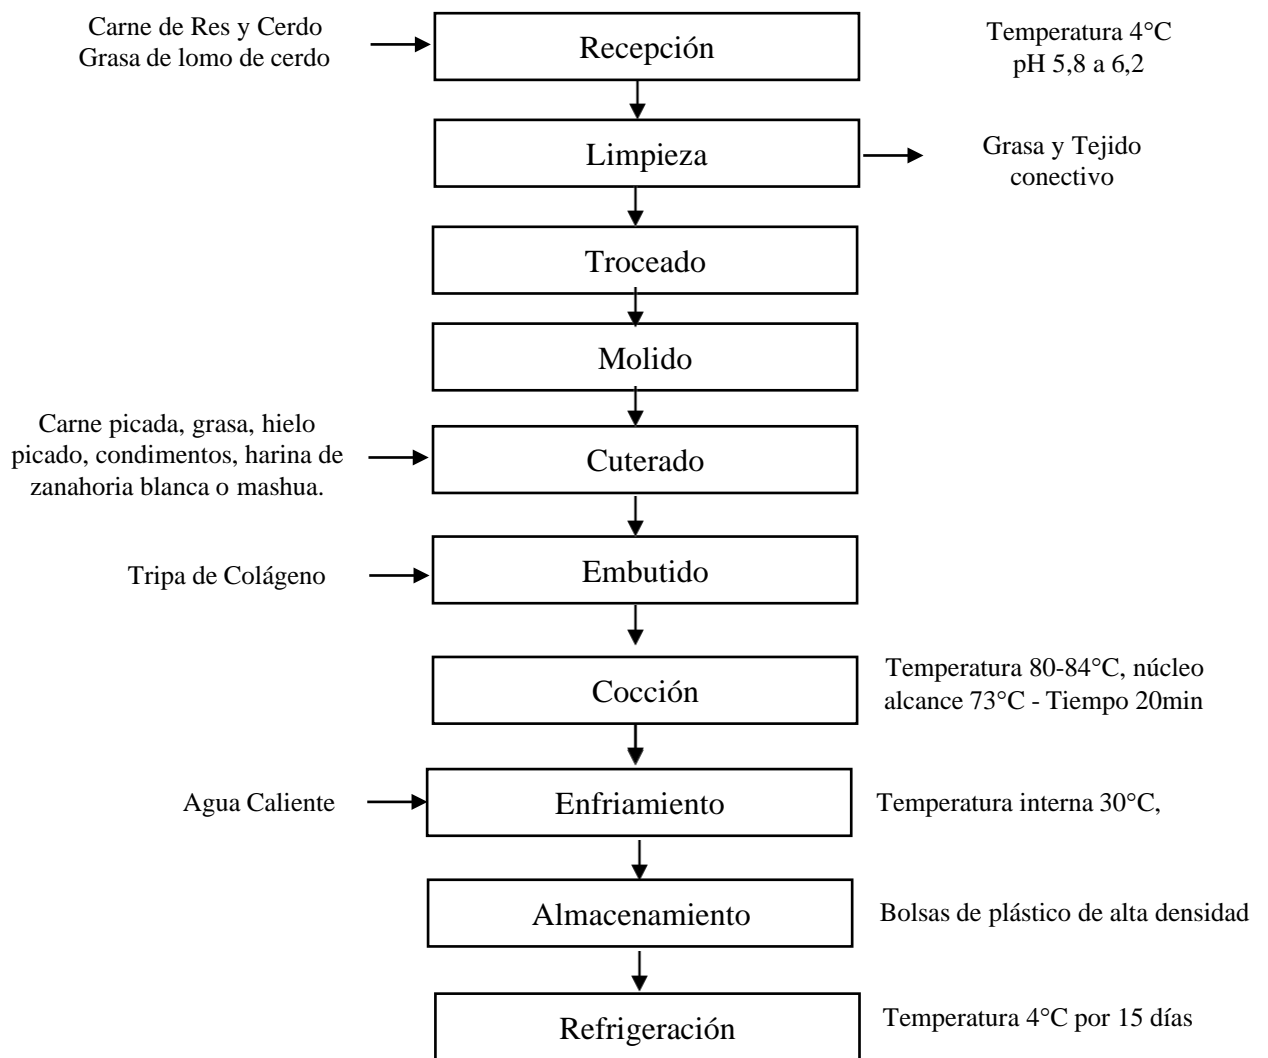 Carne de Res y Cerdo
Grasa de lomo de cerdo
Recepción
Temperatura 4°C
pH 5,8 a 6,2
Limpieza
Grasa y Tejido
conectivo
Troceado
Molido
Carne picada, grasa, hielo
picado, condimentos, harina de
zanahoria blanca o mashua.
Cuterado
Tripa de Colágeno
Embutido
Cocción
Temperatura 80-84°C, núcleo
alcance 73°C - Tiempo 20min
Agua Caliente
Enfriamiento
Temperatura interna 30°C,
Almacenamiento
Bolsas de plástico de alta densidad
Refrigeración
Temperatura 4°C por 15 días